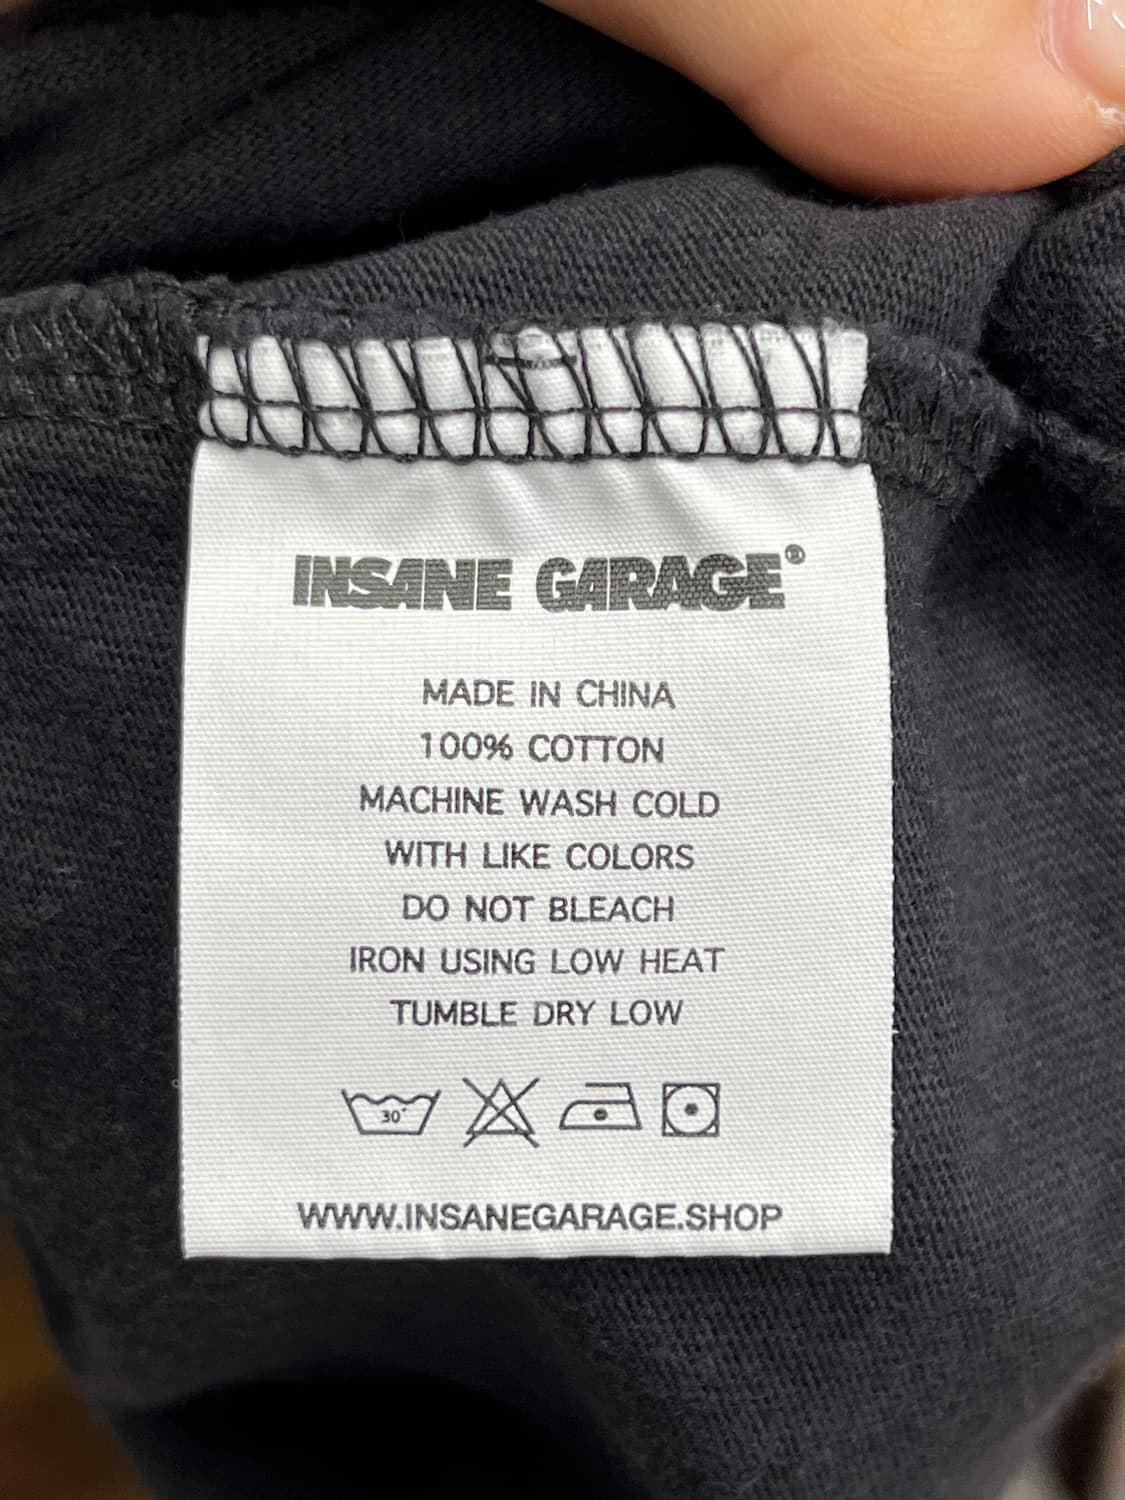 INSANE GARAGE®
MADE IN CHINA
100% COTTON
MACHINE WASH COLD
WITH LIKE COLORS
DO NOT BLEACH
IRON USING LOW HEAT
TUMBLE DRY LOW
30°
WWW.INSANEGARAGE.SHOP